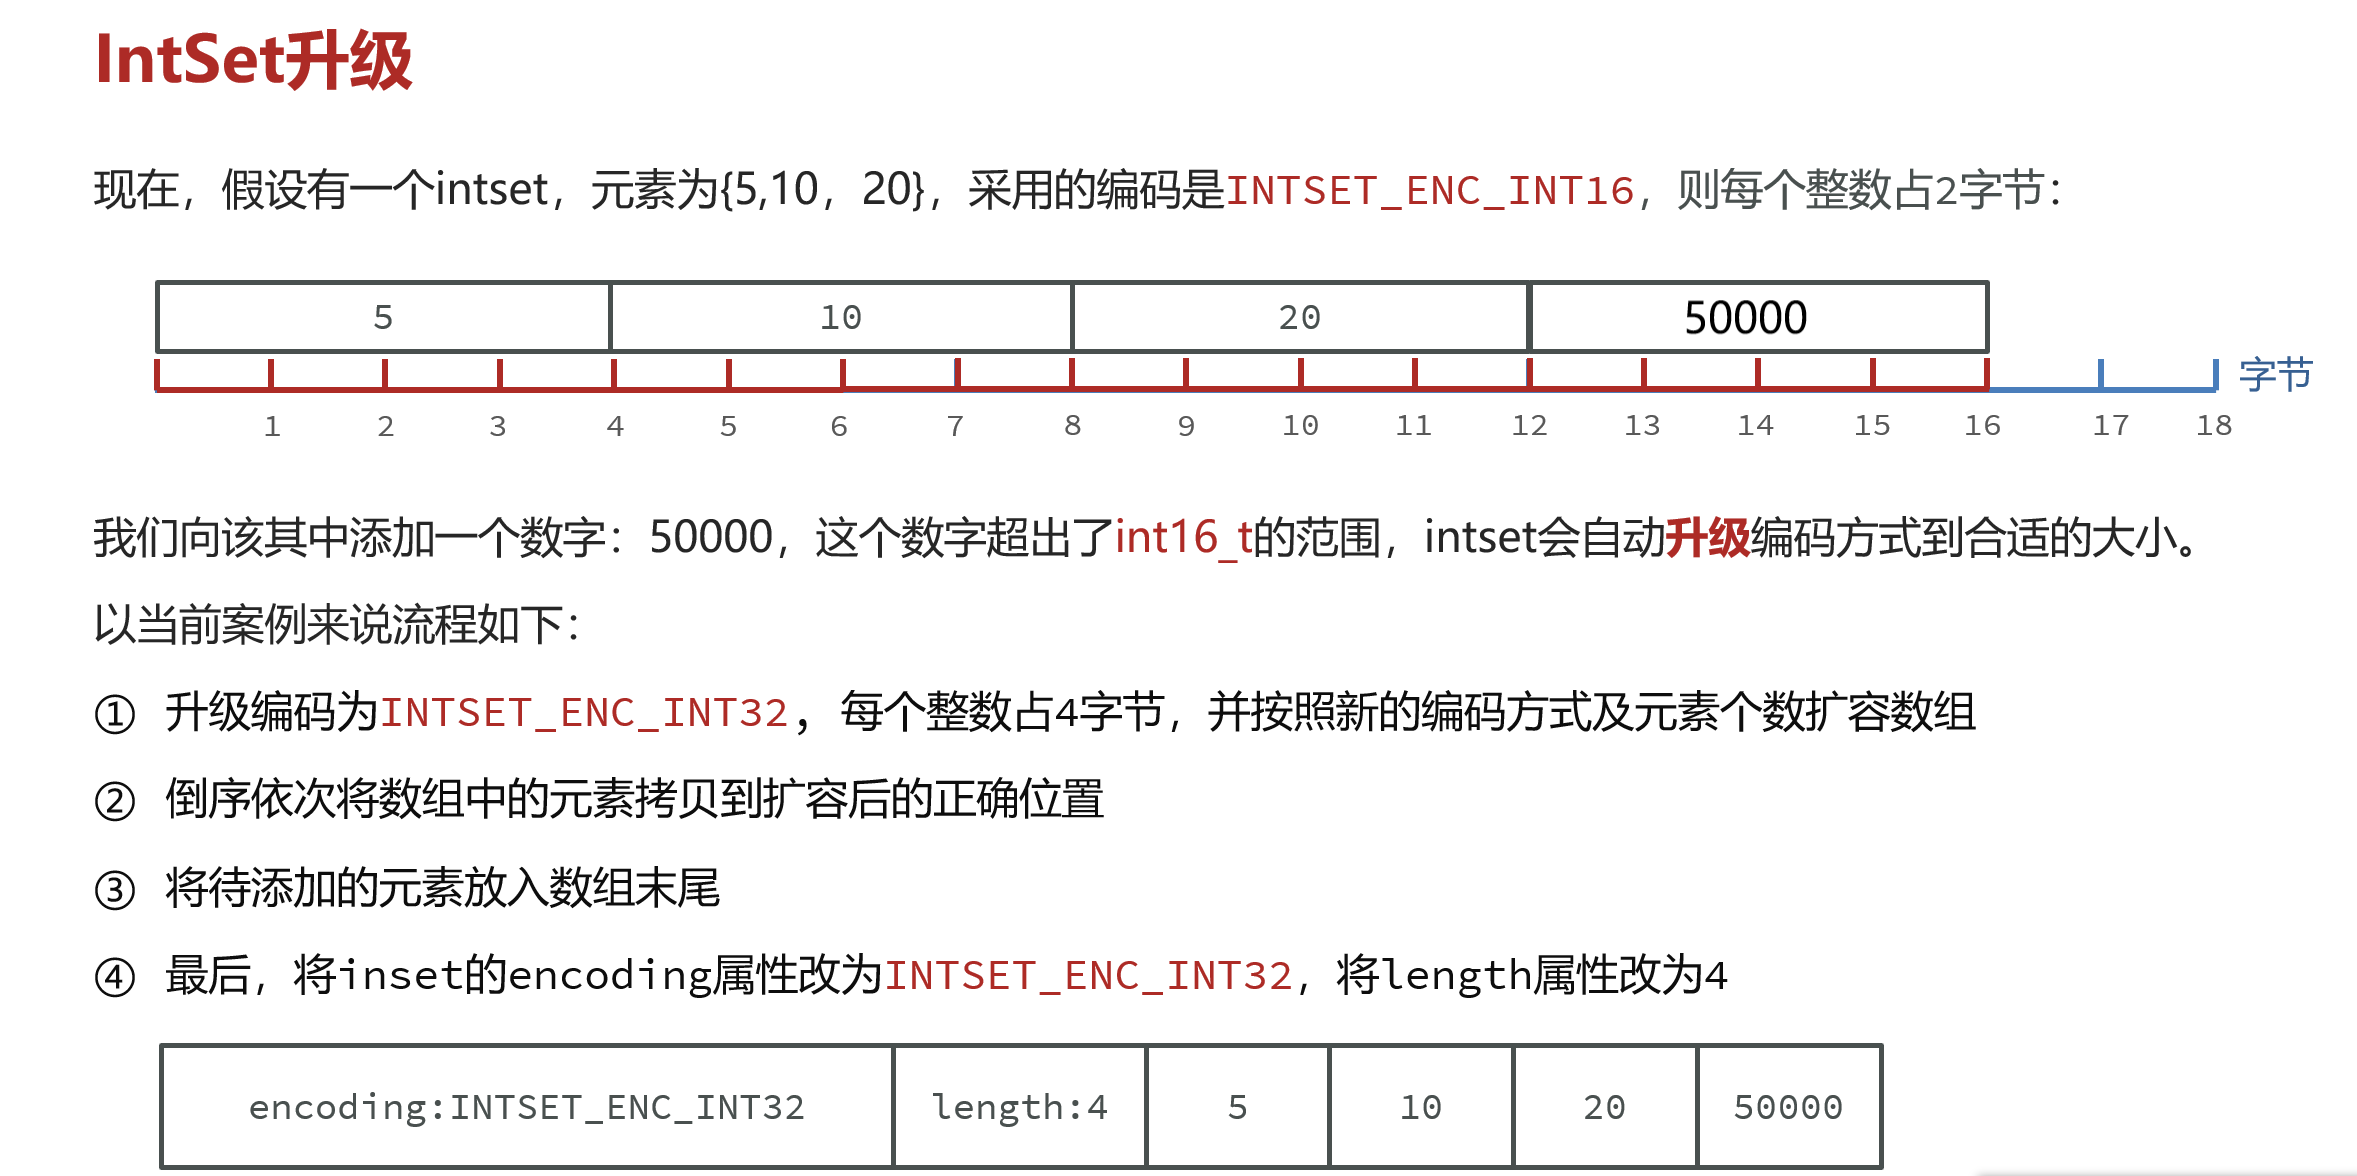 IntSet升级
现在，假设有一个intset，元素为{5,10，20}，采用的编码是INTSET_ENC_INT16，则每个整数占2字节：
5 10 20 50000
字节
1 2 3 4 5 6 7 8 9 10 11 12 13 14 15 16 17 18
我们向该其中添加一个数字：50000，这个数字超出了int16_t的范围，intset会自动升级编码方式到合适的大小。
以当前案例来说流程如下：
① 升级编码为INTSET_ENC_INT32，每个整数占4字节，并按照新的编码方式及元素个数扩容数组
② 倒序依次将数组中的元素拷贝到扩容后的正确位置
③ 将待添加的元素放入数组末尾
④ 最后，将inset的encoding属性改为INTSET_ENC_INT32，将length属性改为4
encoding:INTSET_ENC_INT32 length:4 5 10 20 50000